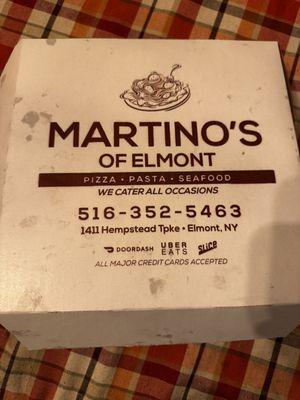 MARTINO'S
OF ELMONT
PIZZA • PASTA • SEAFOOD
WE CATER ALL OCCASIONS
516-352-5463
1411 Hempstead Tpke • Elmont, NY
DOORDASH UBER EATS slice
ALL MAJOR CREDIT CARDS ACCEPTED